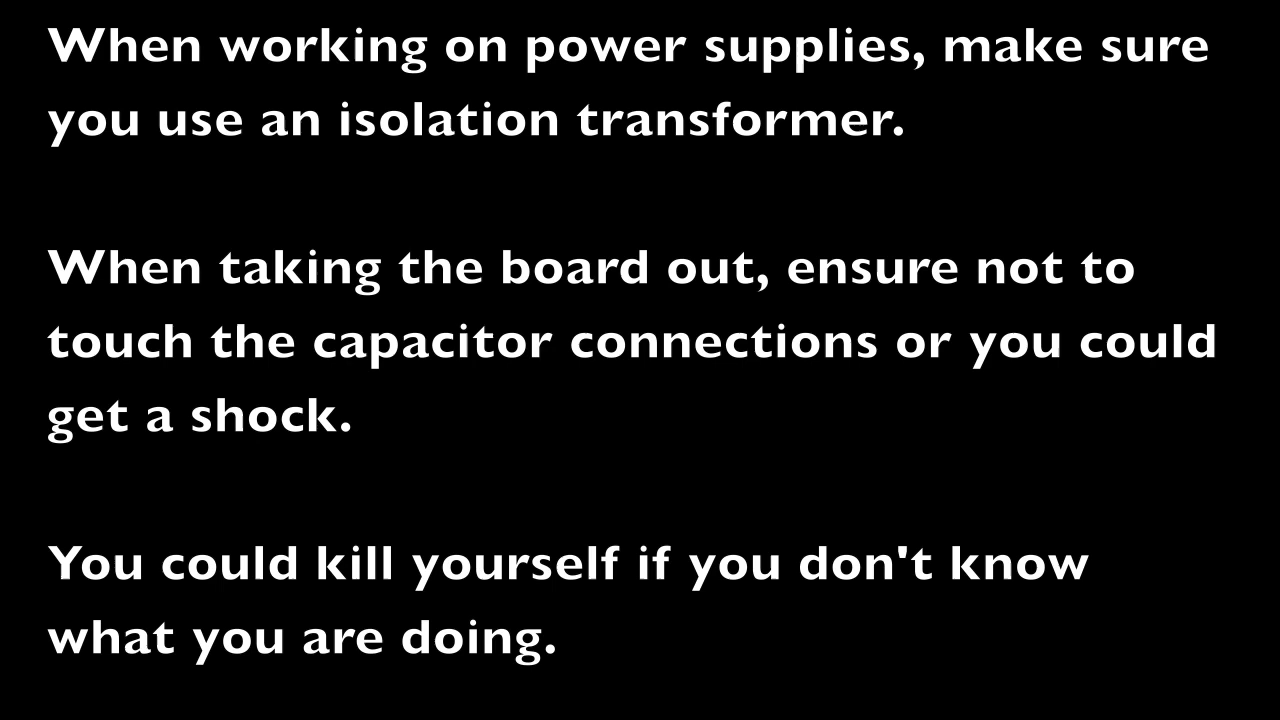 When working on power supplies, make sure
you use an isolation transformer.
When taking the board out, ensure not to
touch the capacitor connections or you could
get a shock.
You could kill yourself if you don't know
what you are doing.